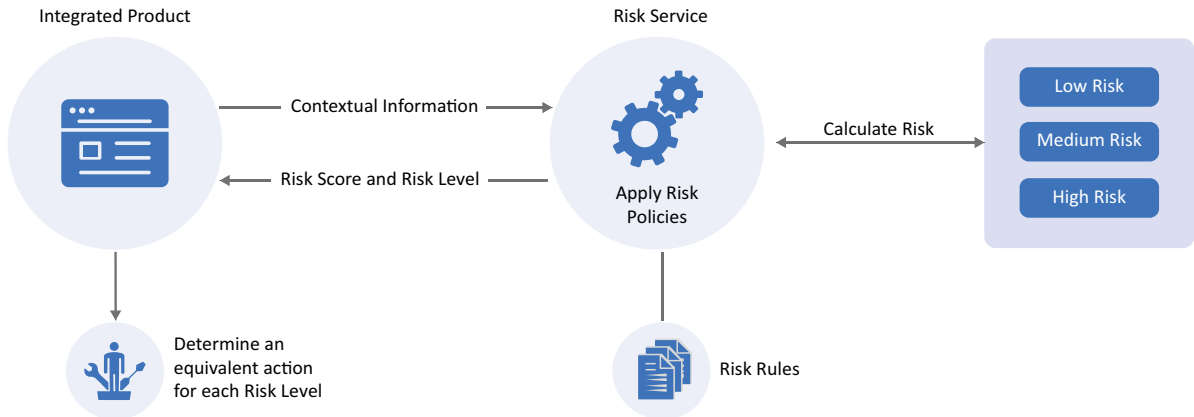 Integrated Product
Risk Service
Contextual Information
Risk Score and Risk Level
Apply Risk
Policies
Calculate Risk
Low Risk
Medium Risk
High Risk
Determine an
equivalent action
for each Risk Level
Risk Rules